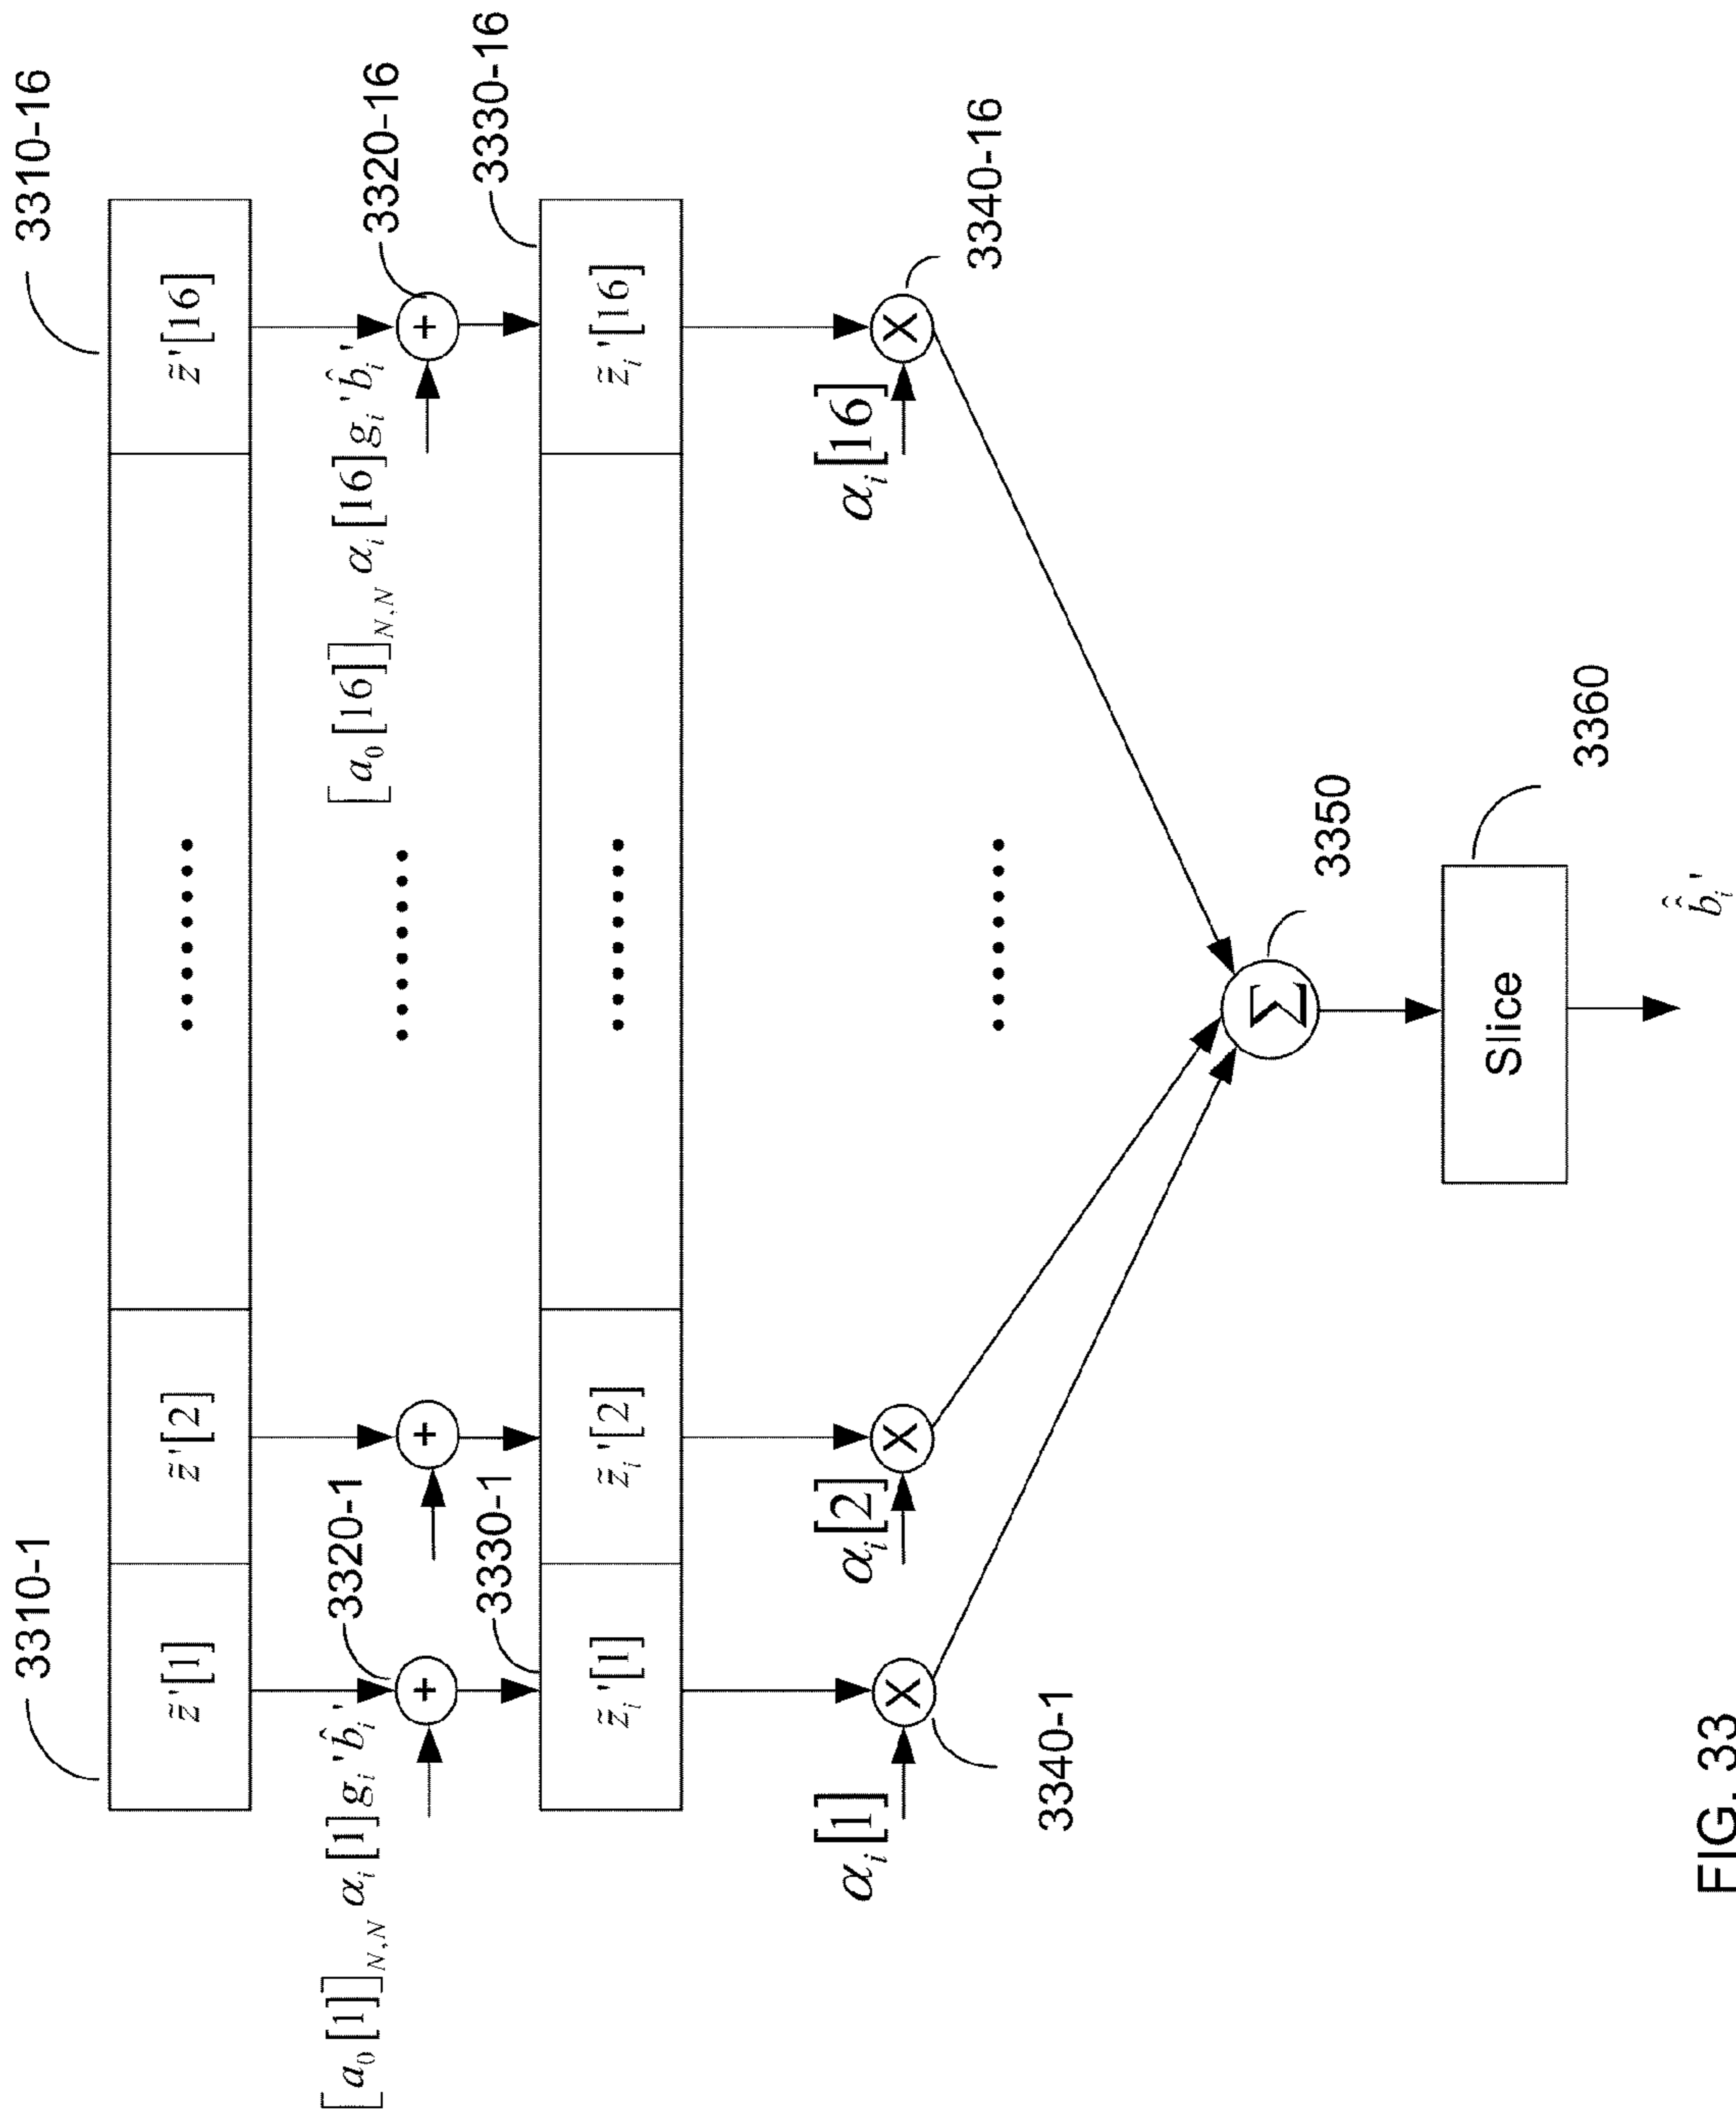 3310-1
3310-16
z̃'[1]
z̃'[2]
.......
z̃'[16]
[a₀[1]]_{N,N} αᵢ[1]gᵢ'b̂ᵢ'
3320-1
.......
[a₀[16]]_{N,N} αᵢ[16]gᵢ'b̂ᵢ'
3320-16
+
+
+
3330-1
3330-16
z̃ᵢ'[1]
z̃ᵢ'[2]
.......
z̃ᵢ'[16]
αᵢ[1]
X
αᵢ[2]
X
αᵢ[16]
X
3340-1
.......
3340-16
Σ
3350
Slice
3360
b̂̂ᵢ'
FIG. 33